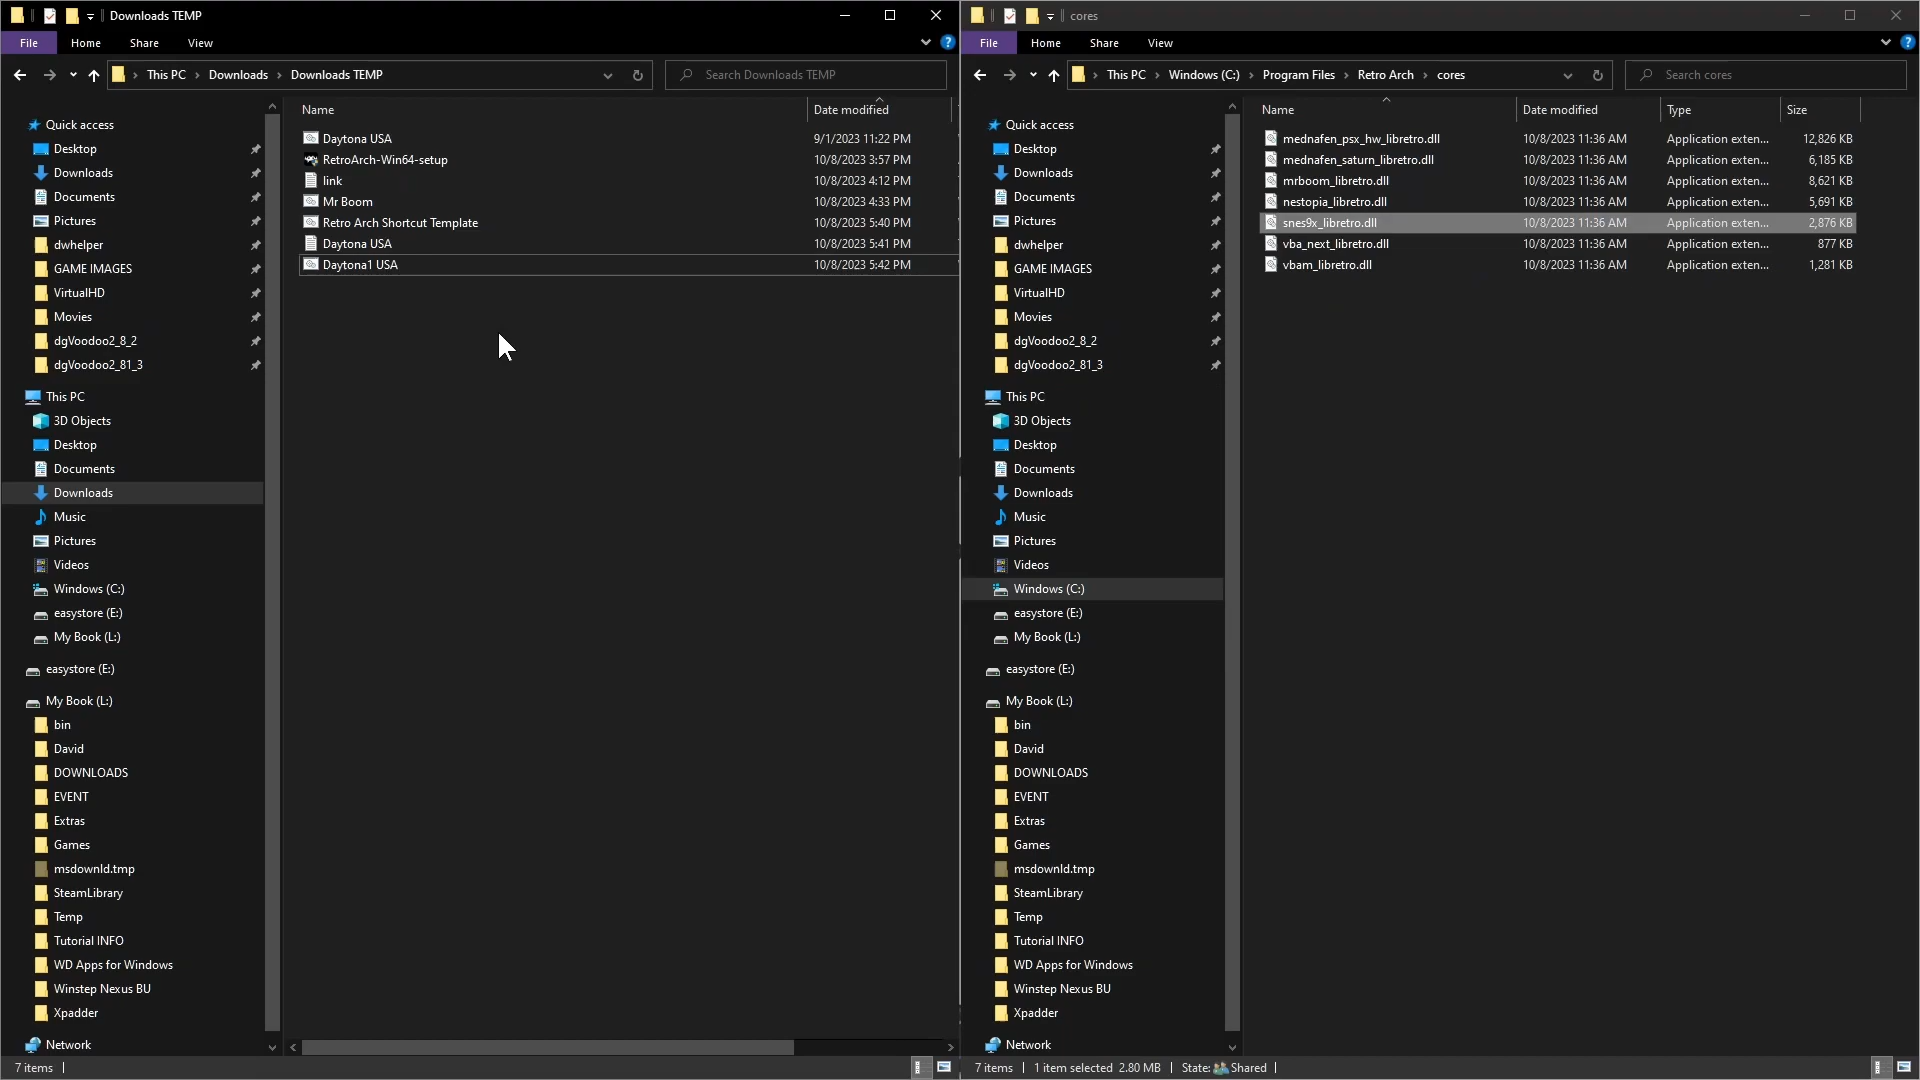 Downloads TEMP
File Home Share View
This PC Downloads Downloads TEMP
Search Downloads TEMP
Quick access
Desktop
Downloads
Documents
Pictures
dwhelper
GAME IMAGES
VirtualHD
Movies
dgVoodoo2_8_2
dgVoodoo2_81_3
This PC
3D Objects
Desktop
Documents
Downloads
Music
Pictures
Videos
Windows (C:)
easystore (E:)
My Book (L:)
easystore (E:)
My Book (L:)
bin
David
DOWNLOADS
EVENT
Extras
Games
msdownld.tmp
SteamLibrary
Temp
Tutorial INFO
WD Apps for Windows
Winstep Nexus BU
Xpadder
Network
Name Date modified
Daytona USA 9/1/2023 11:22 PM
RetroArch-Win64-setup 10/8/2023 3:57 PM
link 10/8/2023 4:12 PM
Mr Boom 10/8/2023 4:33 PM
Retro Arch Shortcut Template 10/8/2023 5:40 PM
Daytona USA 10/8/2023 5:41 PM
Daytona1 USA 10/8/2023 5:42 PM
7 items
cores
File Home Share View
This PC Windows (C:) Program Files Retro Arch cores
Search cores
Quick access
Desktop
Downloads
Documents
Pictures
dwhelper
GAME IMAGES
VirtualHD
Movies
dgVoodoo2_8_2
dgVoodoo2_81_3
This PC
3D Objects
Desktop
Documents
Downloads
Music
Pictures
Videos
Windows (C:)
easystore (E:)
My Book (L:)
easystore (E:)
My Book (L:)
bin
David
DOWNLOADS
EVENT
Extras
Games
msdownld.tmp
SteamLibrary
Temp
Tutorial INFO
WD Apps for Windows
Winstep Nexus BU
Xpadder
Network
Name Date modified Type Size
mednafen_psx_hw_libretro.dll 10/8/2023 11:36 AM Application exten... 12,826 KB
mednafen_saturn_libretro.dll 10/8/2023 11:36 AM Application exten... 6,185 KB
mrboom_libretro.dll 10/8/2023 11:36 AM Application exten... 8,621 KB
nestopia_libretro.dll 10/8/2023 11:36 AM Application exten... 5,691 KB
snes9x_libretro.dll 10/8/2023 11:36 AM Application exten... 2,876 KB
vba_next_libretro.dll 10/8/2023 11:36 AM Application exten... 877 KB
vbam_libretro.dll 10/8/2023 11:36 AM Application exten... 1,281 KB
7 items 1 item selected 2.80 MB State: Shared